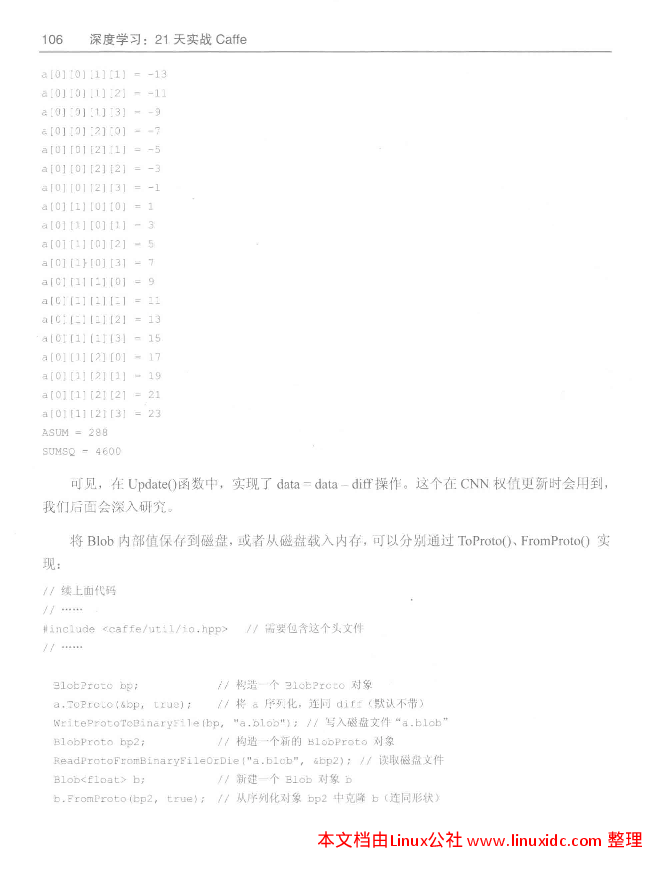 106 深度学习：21 天实战 Caffe
a[0][0][1][1] = -13
a[0][0][1][2] = -11
a[0][0][1][3] = -9
a[0][0][2][0] = -7
a[0][0][2][1] = -5
a[0][0][2][2] = -3
a[0][0][2][3] = -1
a[0][1][0][0] = 1
a[0][1][0][1] = 3
a[0][1][0][2] = 5
a[0][1][0][3] = 7
a[0][1][1][0] = 9
a[0][1][1][1] = 11
a[0][1][1][2] = 13
a[0][1][1][3] = 15
a[0][1][2][0] = 17
a[0][1][2][1] = 19
a[0][1][2][2] = 21
a[0][1][2][3] = 23
ASUM = 288
SUMSQ = 4600
可见，在 Update()函数中，实现了 data = data – diff 操作。这个在 CNN 权值更新时会用到，
我们后面会深入研究。
将 Blob 内部值保存到磁盘，或者从磁盘载入内存，可以分别通过 ToProto()、FromProto() 实
现：
// 续上面代码
// ……
#include <caffe/util/io.hpp> // 需要包含这个头文件
// ……
BlobProto bp; // 构造一个 BlobProto 对象
a.ToProto(&bp, true); // 将 a 序列化，连同 diff（默认不带）
WriteProtoToBinaryFile(bp, "a.blob"); // 写入磁盘文件“a.blob”
BlobProto bp2; // 构造一个新的 BlobProto 对象
ReadProtoFromBinaryFileOrDie("a.blob", &bp2); // 读取磁盘文件
Blob<float> b; // 新建一个 Blob 对象 b
b.FromProto(bp2, true); // 从序列化对象 bp2 中克隆 b（连同形状）
本文档由Linux公社 www.linuxidc.com 整理